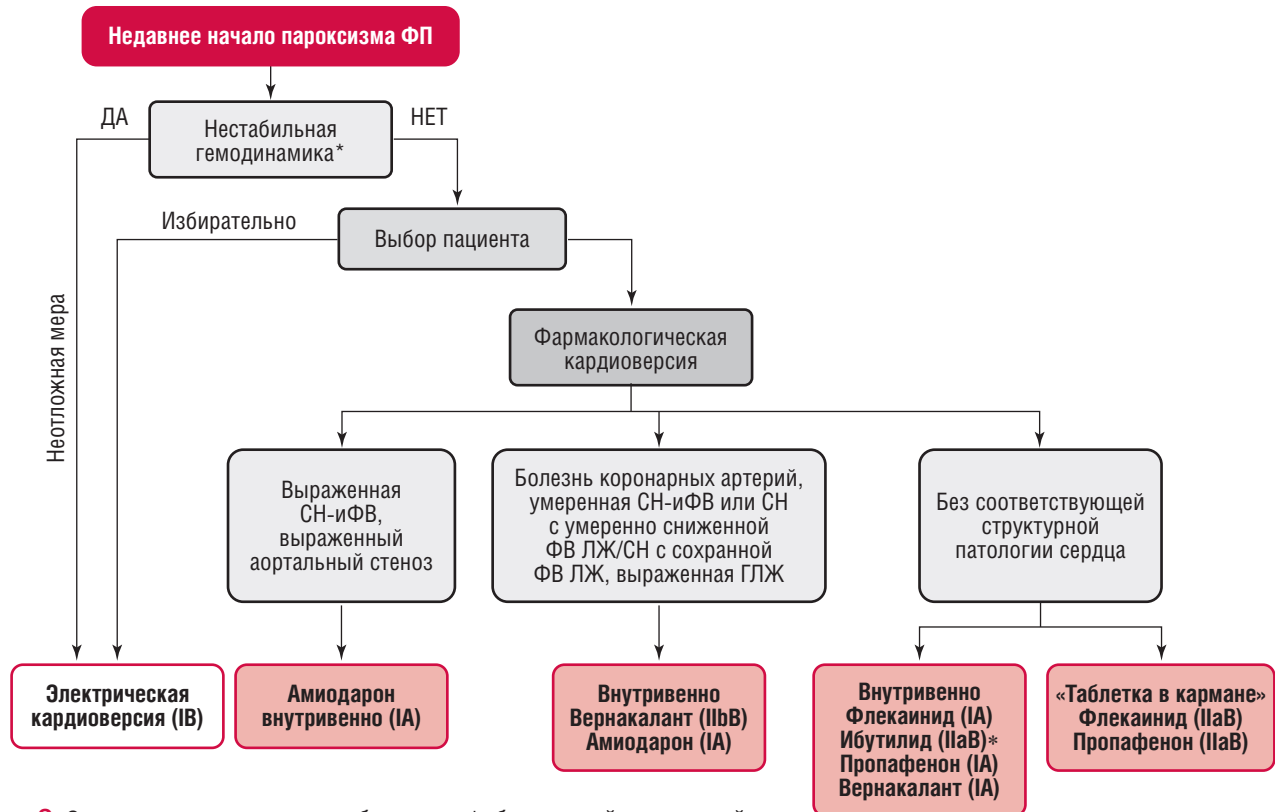 Недавнее начало пароксизма ФП
ДА
НЕТ
Нестабильная
гемодинамика*
Избирательно
Выбор пациента
Неотложная мера
Фармакологическая
кардиоверсия
Выраженная
СН-иФВ,
выраженный
аортальный стеноз
Болезнь коронарных артерий,
умеренная СН-иФВ или СН
с умеренно сниженной
ФВ ЛЖ/СН с сохранной
ФВ ЛЖ, выраженная ГЛЖ
Без соответствующей
структурной
патологии сердца
Электрическая
кардиоверсия (IB)
Амиодарон
внутривенно (IA)
Внутривенно
Вернакалант (IIbB)
Амиодарон (IA)
Внутривенно
Флекаинид (IA)
Ибутилид (IIaB)*
Пропафенон (IA)
Вернакалант (IA)
«Таблетка в кармане»
Флекаинид (IIaB)
Пропафенон (IIaB)